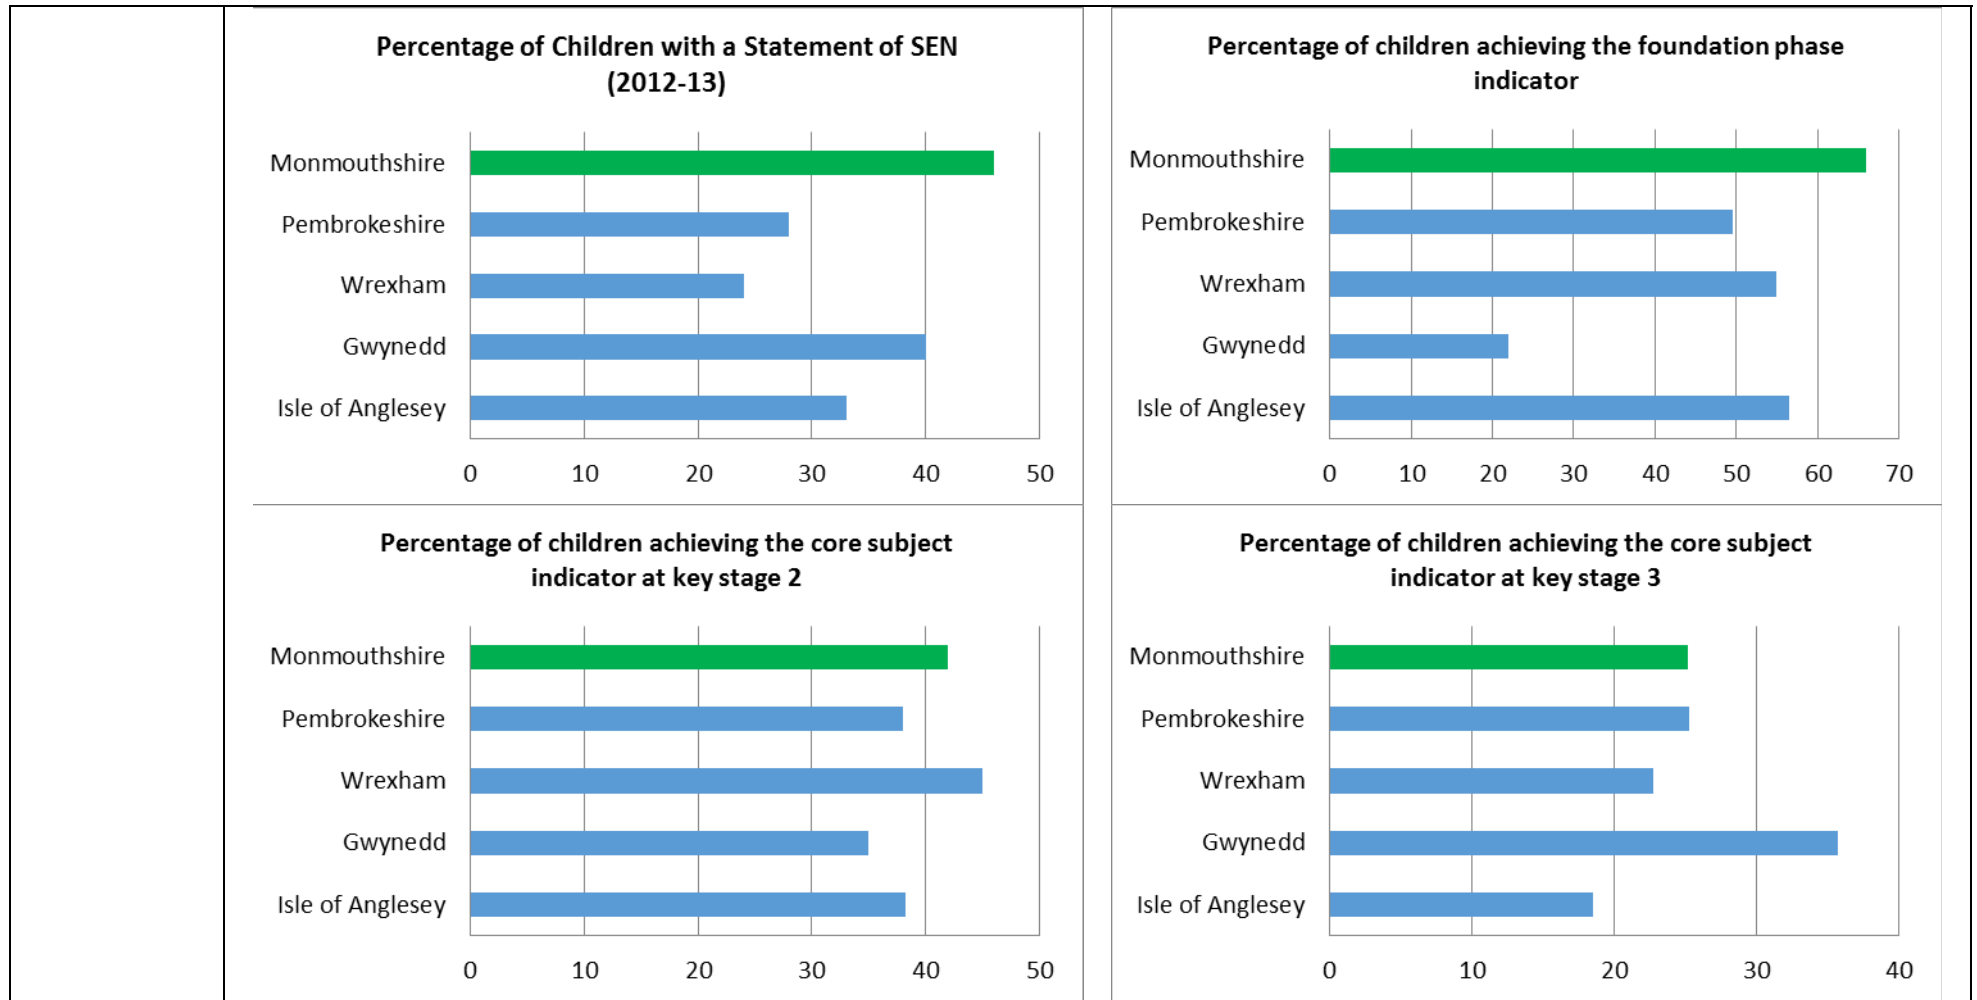 Percentage of Children with a Statement of SEN
(2012-13)
Monmouthshire
Pembrokeshire
Wrexham
Gwynedd
Isle of Anglesey
0 10 20 30 40 50
Percentage of children achieving the foundation phase
indicator
Monmouthshire
Pembrokeshire
Wrexham
Gwynedd
Isle of Anglesey
0 10 20 30 40 50 60 70
Percentage of children achieving the core subject
indicator at key stage 2
Monmouthshire
Pembrokeshire
Wrexham
Gwynedd
Isle of Anglesey
0 10 20 30 40 50
Percentage of children achieving the core subject
indicator at key stage 3
Monmouthshire
Pembrokeshire
Wrexham
Gwynedd
Isle of Anglesey
0 10 20 30 40